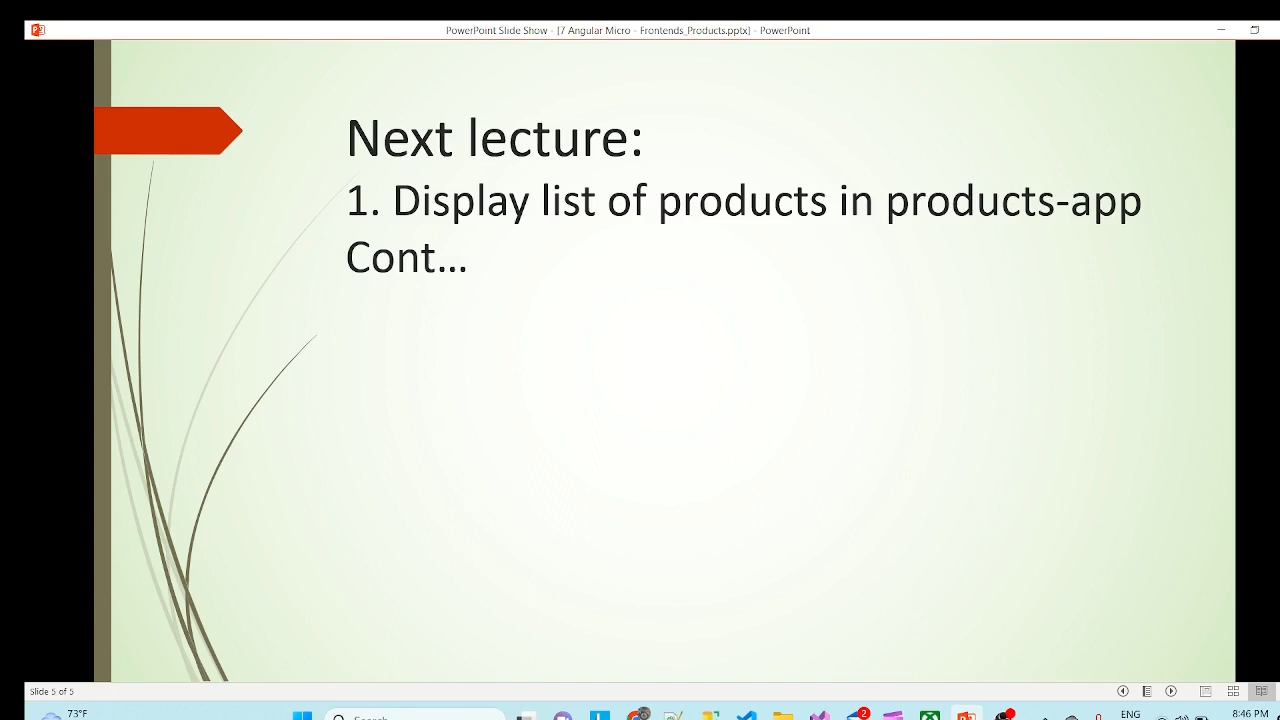 PowerPoint Slide Show - [7 Angular Micro - Frontends_Products.pptx] - PowerPoint
Next lecture:
1. Display list of products in products-app
Cont...
Slide 5 of 5
73°F
Search
2
ENG
8:46 PM